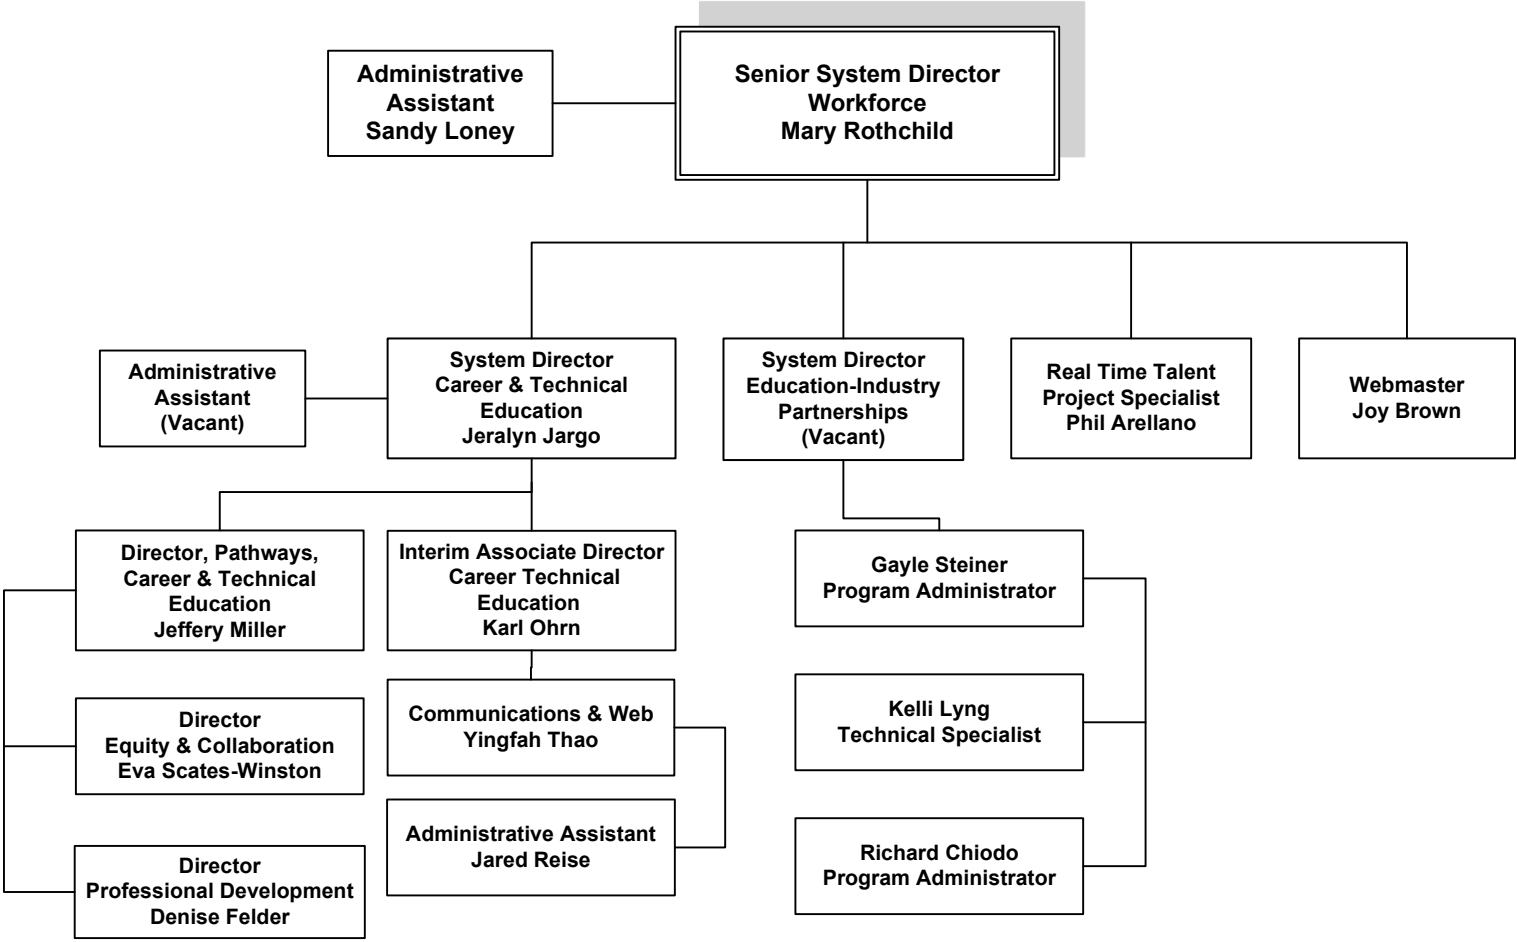 Administrative
Assistant
Sandy Loney
Senior System Director
Workforce
Mary Rothchild
Administrative
Assistant
(Vacant)
System Director
Career & Technical
Education
Jeralyn Jargo
System Director
Education-Industry
Partnerships
(Vacant)
Real Time Talent
Project Specialist
Phil Arellano
Webmaster
Joy Brown
Director, Pathways,
Career & Technical
Education
Jeffery Miller
Interim Associate Director
Career Technical
Education
Karl Ohrn
Gayle Steiner
Program Administrator
Director
Equity & Collaboration
Eva Scates-Winston
Communications & Web
Yingfah Thao
Kelli Lyng
Technical Specialist
Director
Professional Development
Denise Felder
Administrative Assistant
Jared Reise
Richard Chiodo
Program Administrator